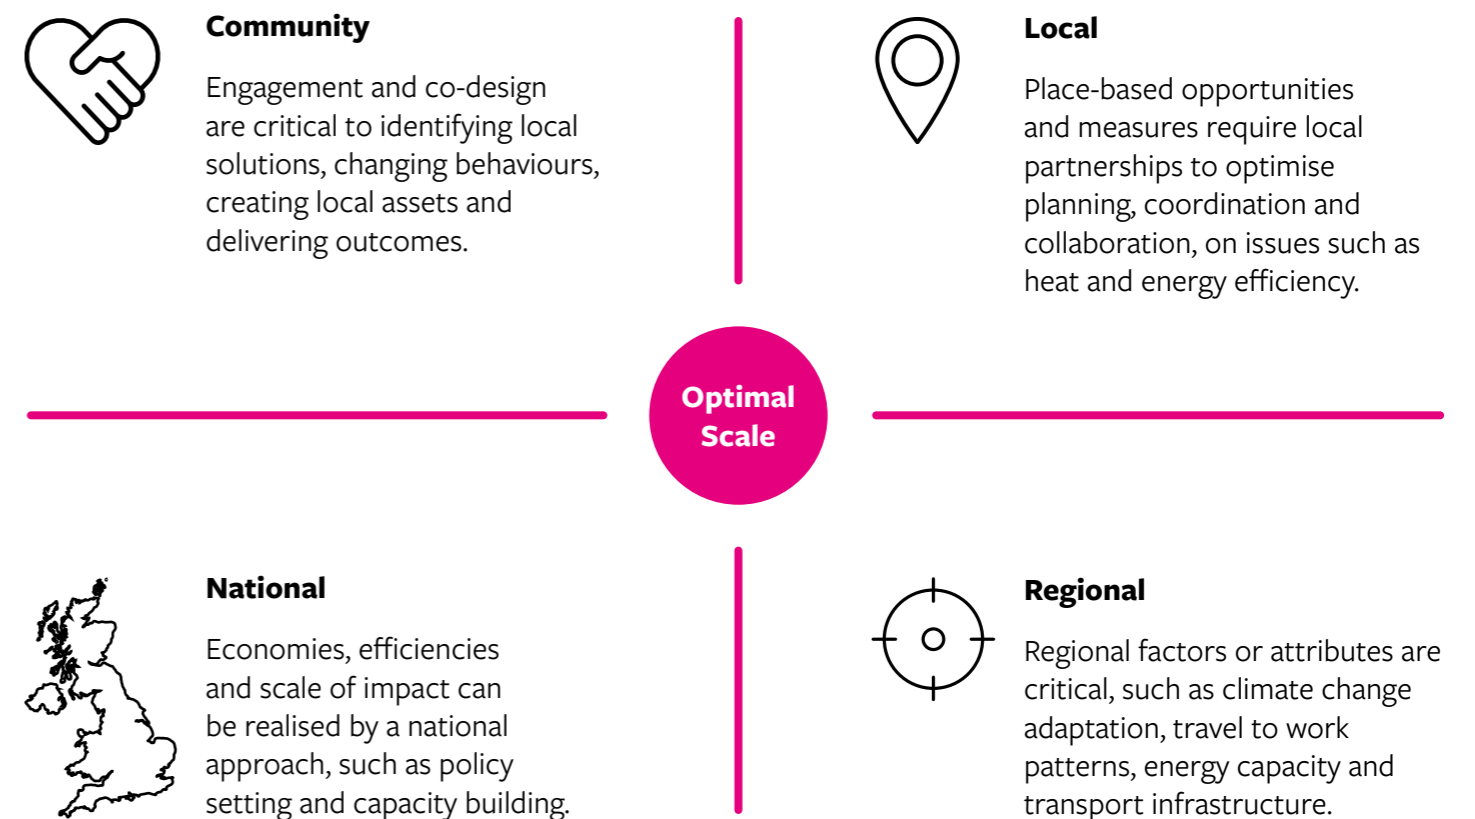 Community
Engagement and co-design
are critical to identifying local
solutions, changing behaviours,
creating local assets and
delivering outcomes.
Local
Place-based opportunities
and measures require local
partnerships to optimise
planning, coordination and
collaboration, on issues such as
heat and energy efficiency.
Optimal
Scale
National
Economies, efficiencies
and scale of impact can
be realised by a national
approach, such as policy
setting and capacity building.
Regional
Regional factors or attributes are
critical, such as climate change
adaptation, travel to work
patterns, energy capacity and
transport infrastructure.